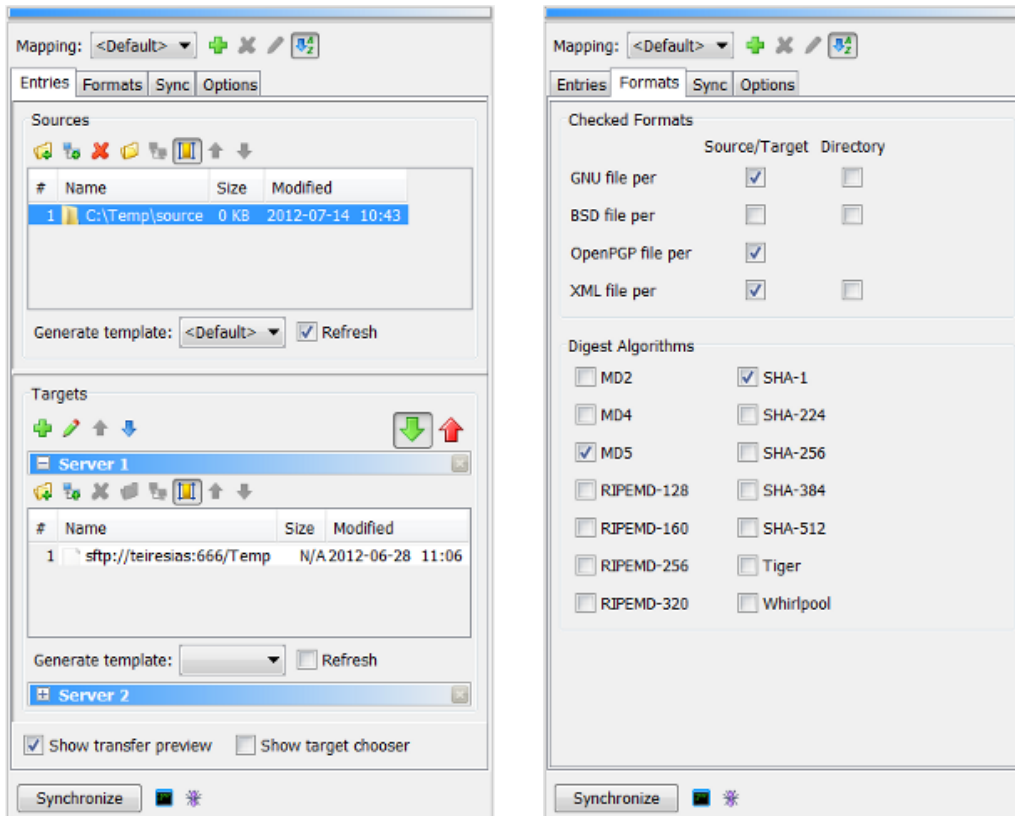 Mapping: <Default>
Entries Formats Sync Options
Sources
# Name Size Modified
1 C:\Temp\source 0 KB 2012-07-14 10:43
Generate template: <Default> Refresh
Targets
Server 1
# Name Size Modified
1 sftp://teiresias:666/Temp N/A 2012-06-28 11:06
Generate template: Refresh
Server 2
Show transfer preview Show target chooser
Synchronize
Mapping: <Default>
Entries Formats Sync Options
Checked Formats
Source/Target Directory
GNU file per
BSD file per
OpenPGP file per
XML file per
Digest Algorithms
MD2 SHA-1
MD4 SHA-224
MD5 SHA-256
RIPEMD-128 SHA-384
RIPEMD-160 SHA-512
RIPEMD-256 Tiger
RIPEMD-320 Whirlpool
Synchronize